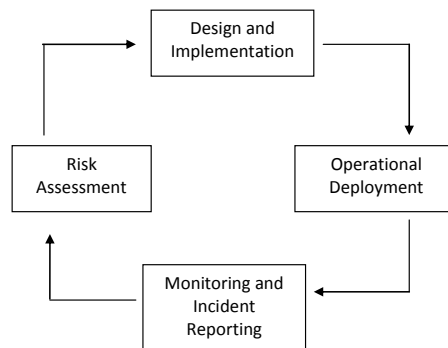 Design and
Implementation
Risk
Assessment
Operational
Deployment
Monitoring and
Incident
Reporting